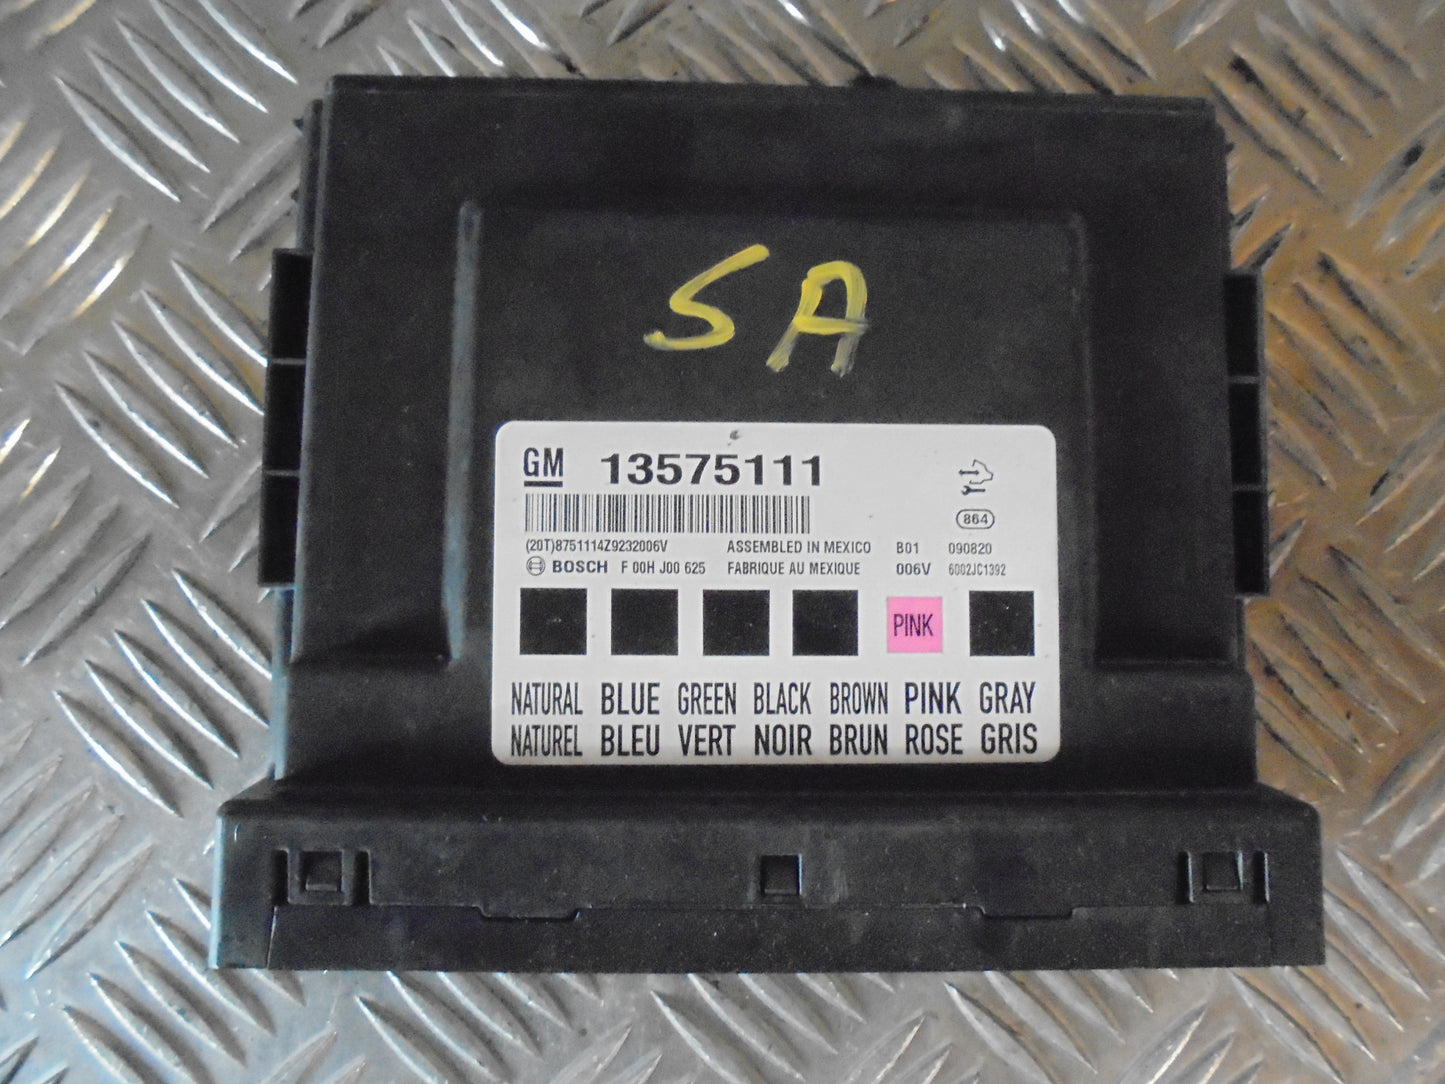 SA
GM 13575111
864
(20T)8751114Z9232006V ASSEMBLED IN MEXICO B01 090820
BOSCH F 00H J00 625 FABRIQUE AU MEXIQUE 006V 6002JC1392
PINK
NATURAL BLUE GREEN BLACK BROWN PINK GRAY
NATUREL BLEU VERT NOIR BRUN ROSE GRIS